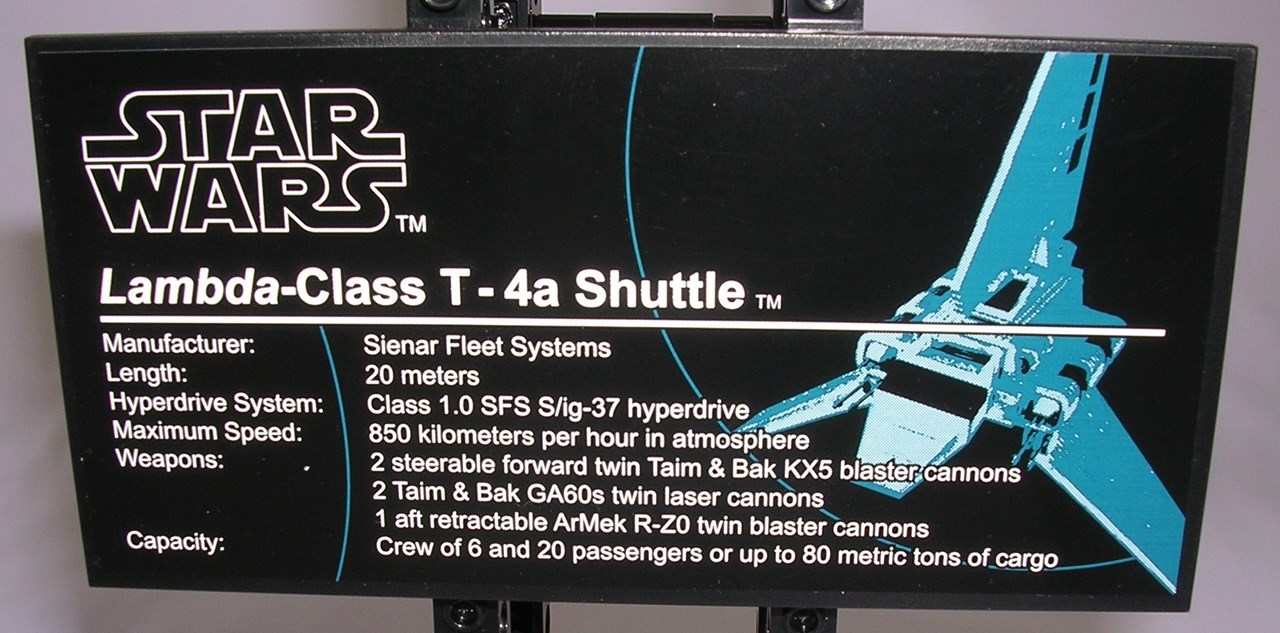 STAR
WARS TM
Lambda-Class T-4a Shuttle TM
Manufacturer: Sienar Fleet Systems
Length: 20 meters
Hyperdrive System: Class 1.0 SFS S/ig-37 hyperdrive
Maximum Speed: 850 kilometers per hour in atmosphere
Weapons: 2 steerable forward twin Taim & Bak KX5 blaster cannons
2 Taim & Bak GA60s twin laser cannons
1 aft retractable ArMek R-Z0 twin blaster cannons
Capacity: Crew of 6 and 20 passengers or up to 80 metric tons of cargo